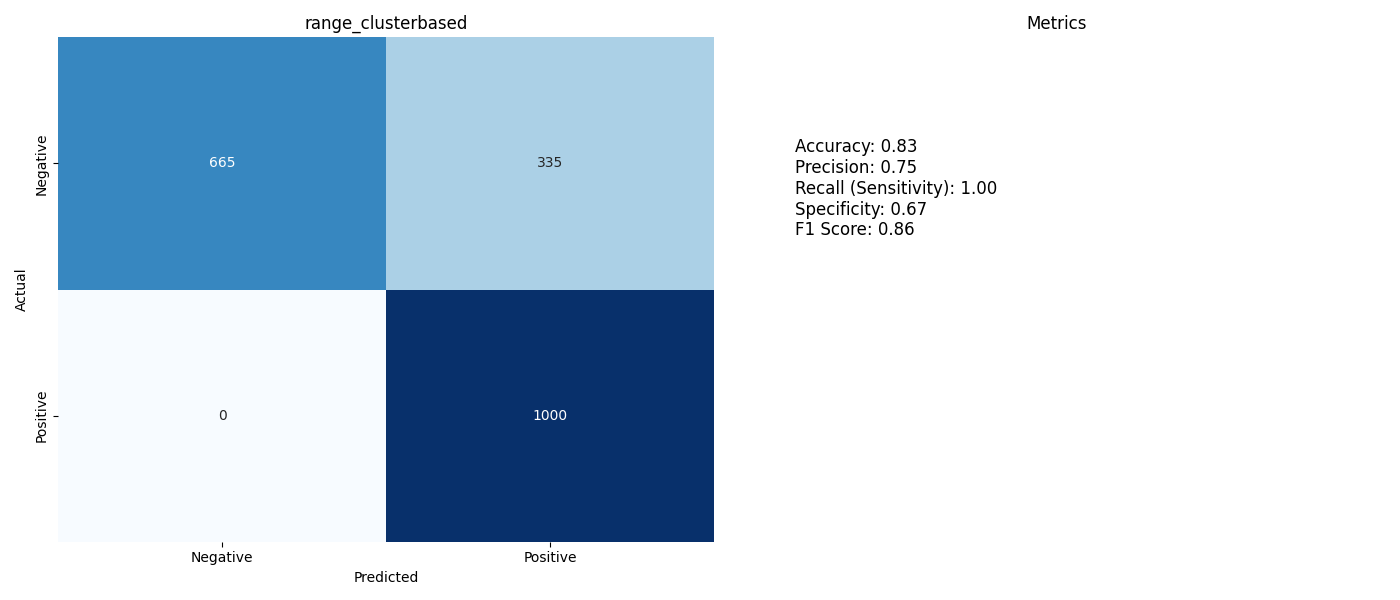 range_clusterbased
Negative
665
335
Actual
Positive
0
1000
Negative
Positive
Predicted
Metrics
Accuracy: 0.83
Precision: 0.75
Recall (Sensitivity): 1.00
Specificity: 0.67
F1 Score: 0.86